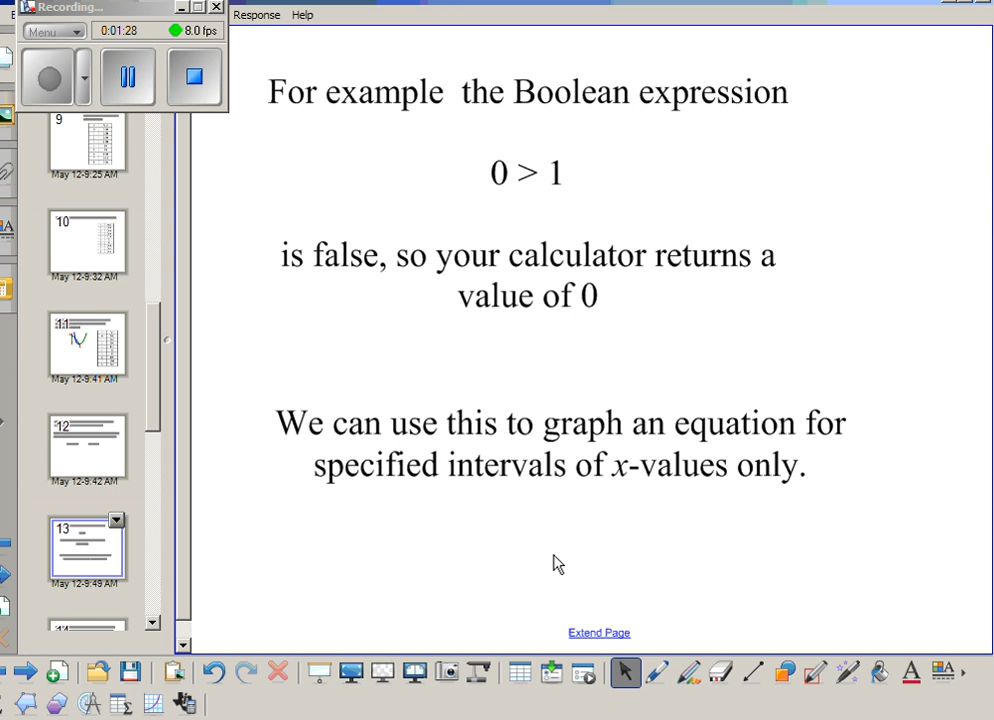 Recording...
Response Help
Menu 0:01:28 8.0 fps
For example the Boolean expression
0 > 1
is false, so your calculator returns a
value of 0
We can use this to graph an equation for
specified intervals of x-values only.
Extend Page
9
May 12-9:25 AM
10
May 12-9:32 AM
11
May 12-9:41 AM
12
May 12-9:42 AM
13
May 12-9:49 AM